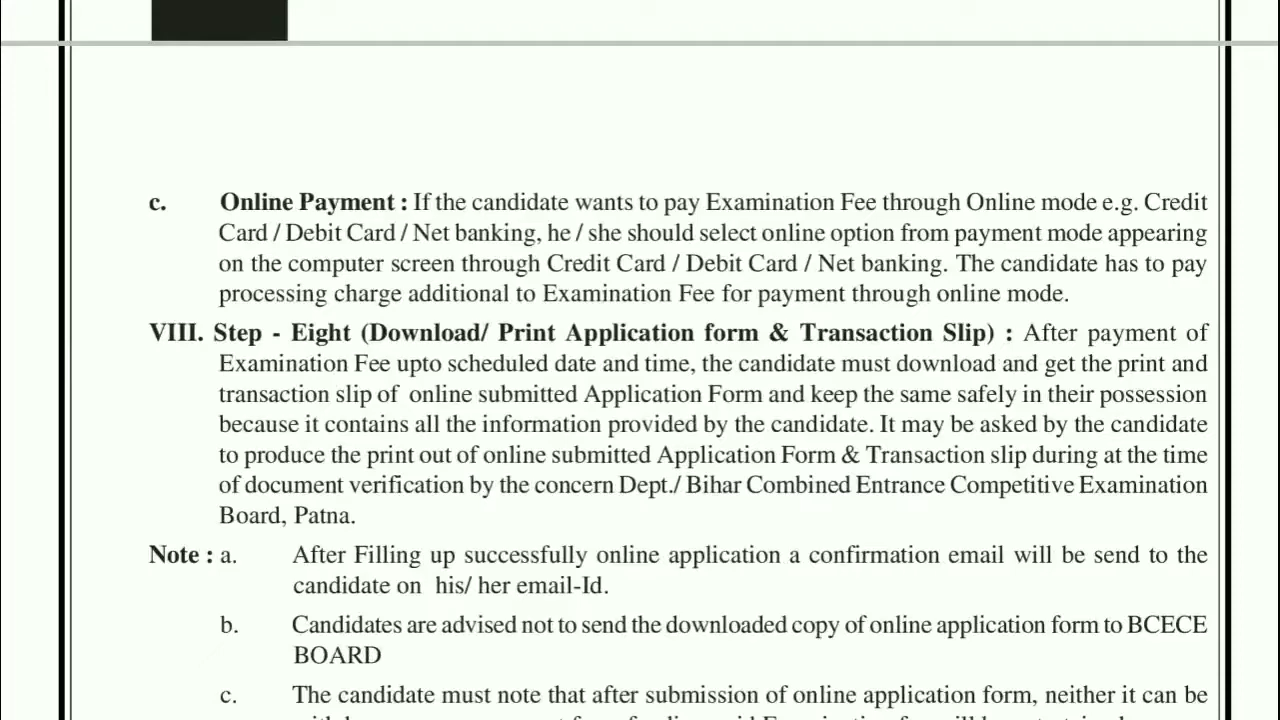 c. Online Payment : If the candidate wants to pay Examination Fee through Online mode e.g. Credit
Card / Debit Card / Net banking, he / she should select online option from payment mode appearing
on the computer screen through Credit Card / Debit Card / Net banking. The candidate has to pay
processing charge additional to Examination Fee for payment through online mode.
VIII. Step - Eight (Download/ Print Application form & Transaction Slip) : After payment of
Examination Fee upto scheduled date and time, the candidate must download and get the print and
transaction slip of online submitted Application Form and keep the same safely in their possession
because it contains all the information provided by the candidate. It may be asked by the candidate
to produce the print out of online submitted Application Form & Transaction slip during at the time
of document verification by the concern Dept./ Bihar Combined Entrance Competitive Examination
Board, Patna.
Note : a. After Filling up successfully online application a confirmation email will be send to the
candidate on his/ her email-Id.
b. Candidates are advised not to send the downloaded copy of online application form to BCECE
BOARD
c. The candidate must note that after submission of online application form, neither it can be